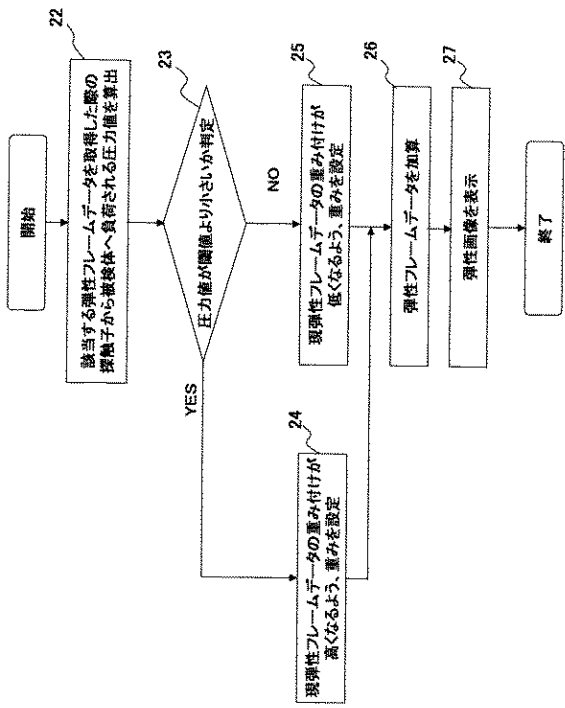 開始
22
該当する弾性フレームデータを取得した際の
探触子から被検体へ負荷される圧力値を算出
23
圧力値が閾値より小さいか判定
YES
NO
24
現弾性フレームデータの重み付けが
高くなるよう、重みを設定
25
現弾性フレームデータの重み付けが
低くなるよう、重みを設定
26
弾性フレームデータを加算
27
弾性画像を表示
終了